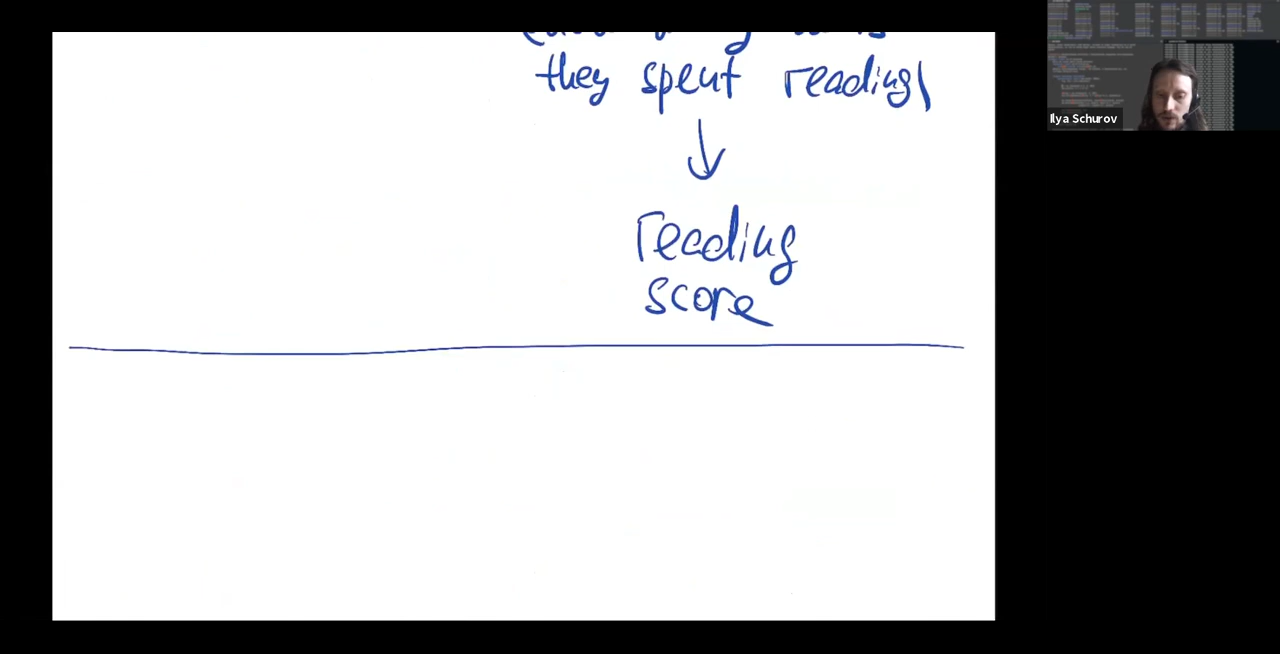 they spent reading)
↓
reading
score
Ilya Schurov